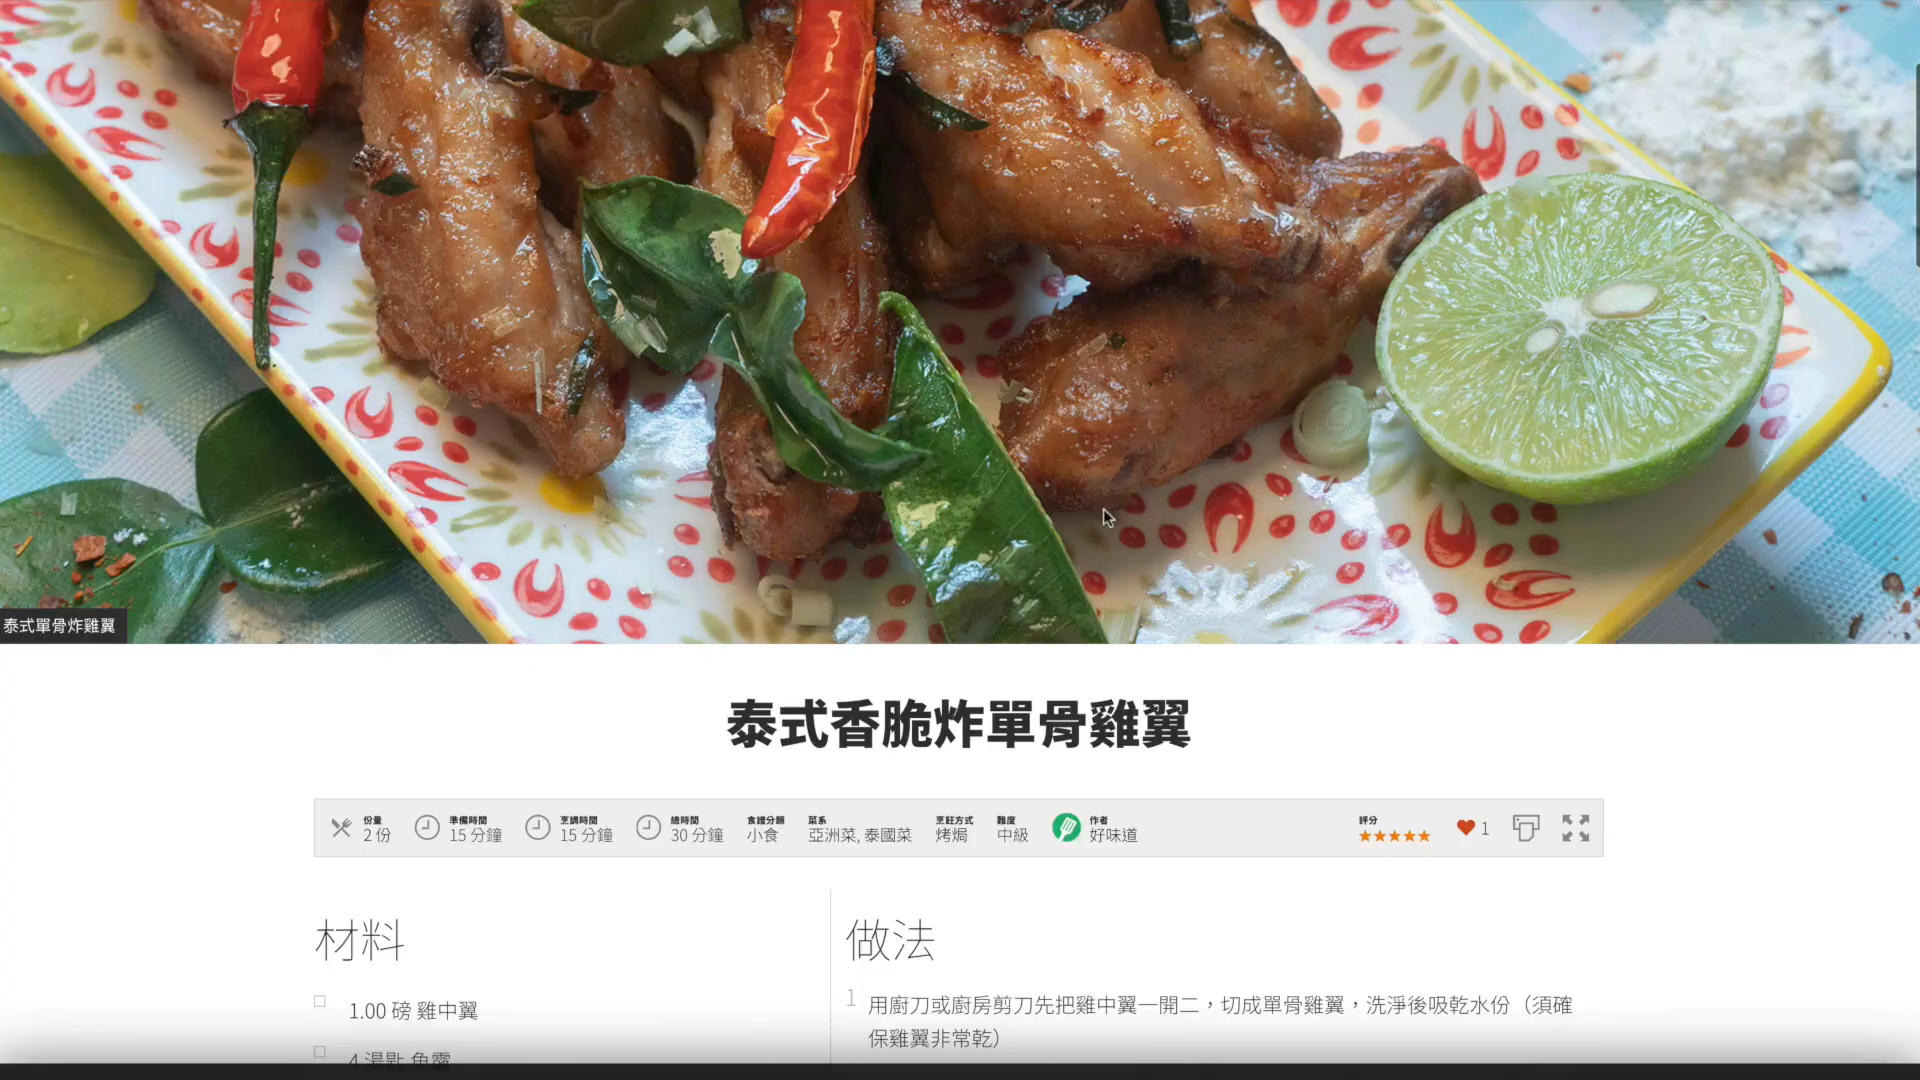 泰式單骨炸雞翼
泰式香脆炸單骨雞翼
份量
2 份
準備時間
15 分鐘
烹調時間
15 分鐘
總時間
30 分鐘
食譜分類
小食
菜系
亞洲菜, 泰國菜
烹飪方式
烤焗
難度
中級
作者
好味道
評分
1
材料
1.00 磅 雞中翼
4 湯匙 魚露
做法
1 用廚刀或廚房剪刀先把雞中翼一開二，切成單骨雞翼，洗淨後吸乾水份（須確
保雞翼非常乾）